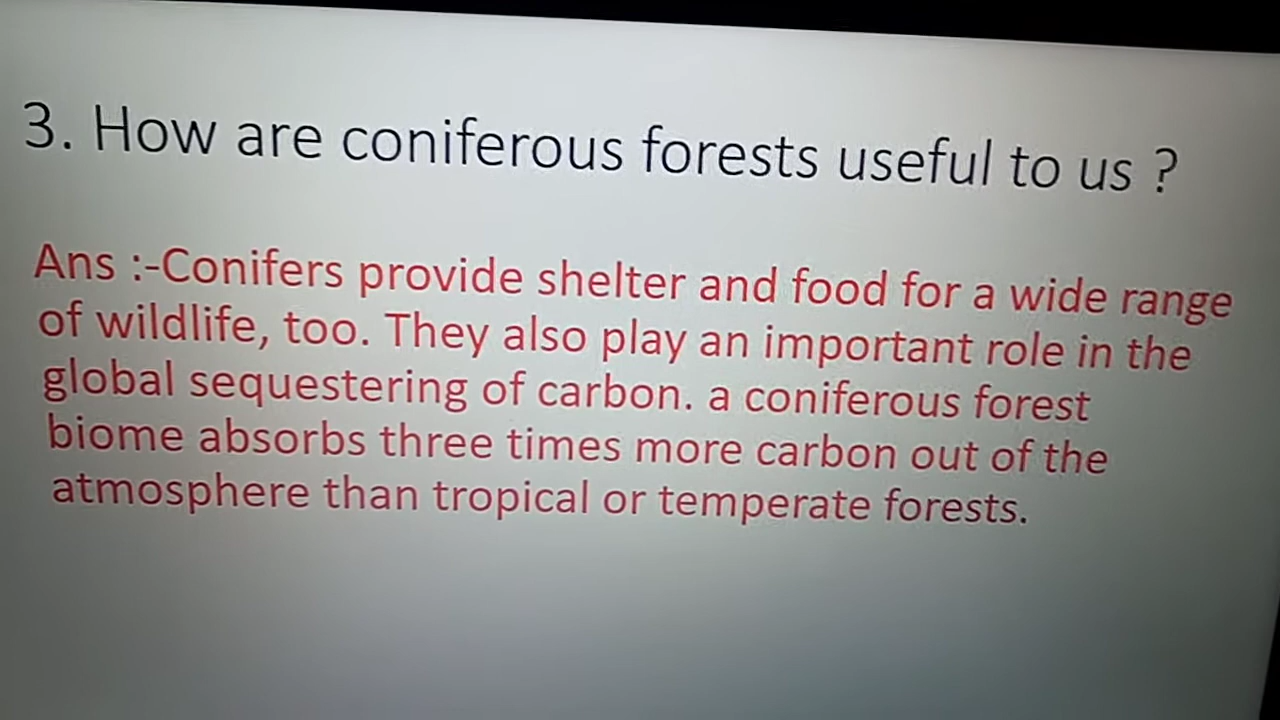 3. How are coniferous forests useful to us ?
Ans :-Conifers provide shelter and food for a wide range
of wildlife, too. They also play an important role in the
global sequestering of carbon. a coniferous forest
biome absorbs three times more carbon out of the
atmosphere than tropical or temperate forests.